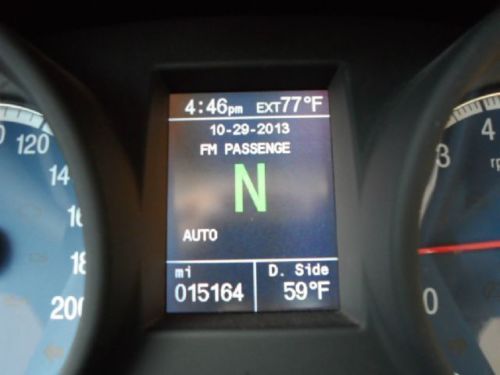 4:46pm EXT77°F
10-29-2013
FM PASSENGE
N
AUTO
mi
015164
D. Side
59°F
120
14
16
18
200
3
4
0